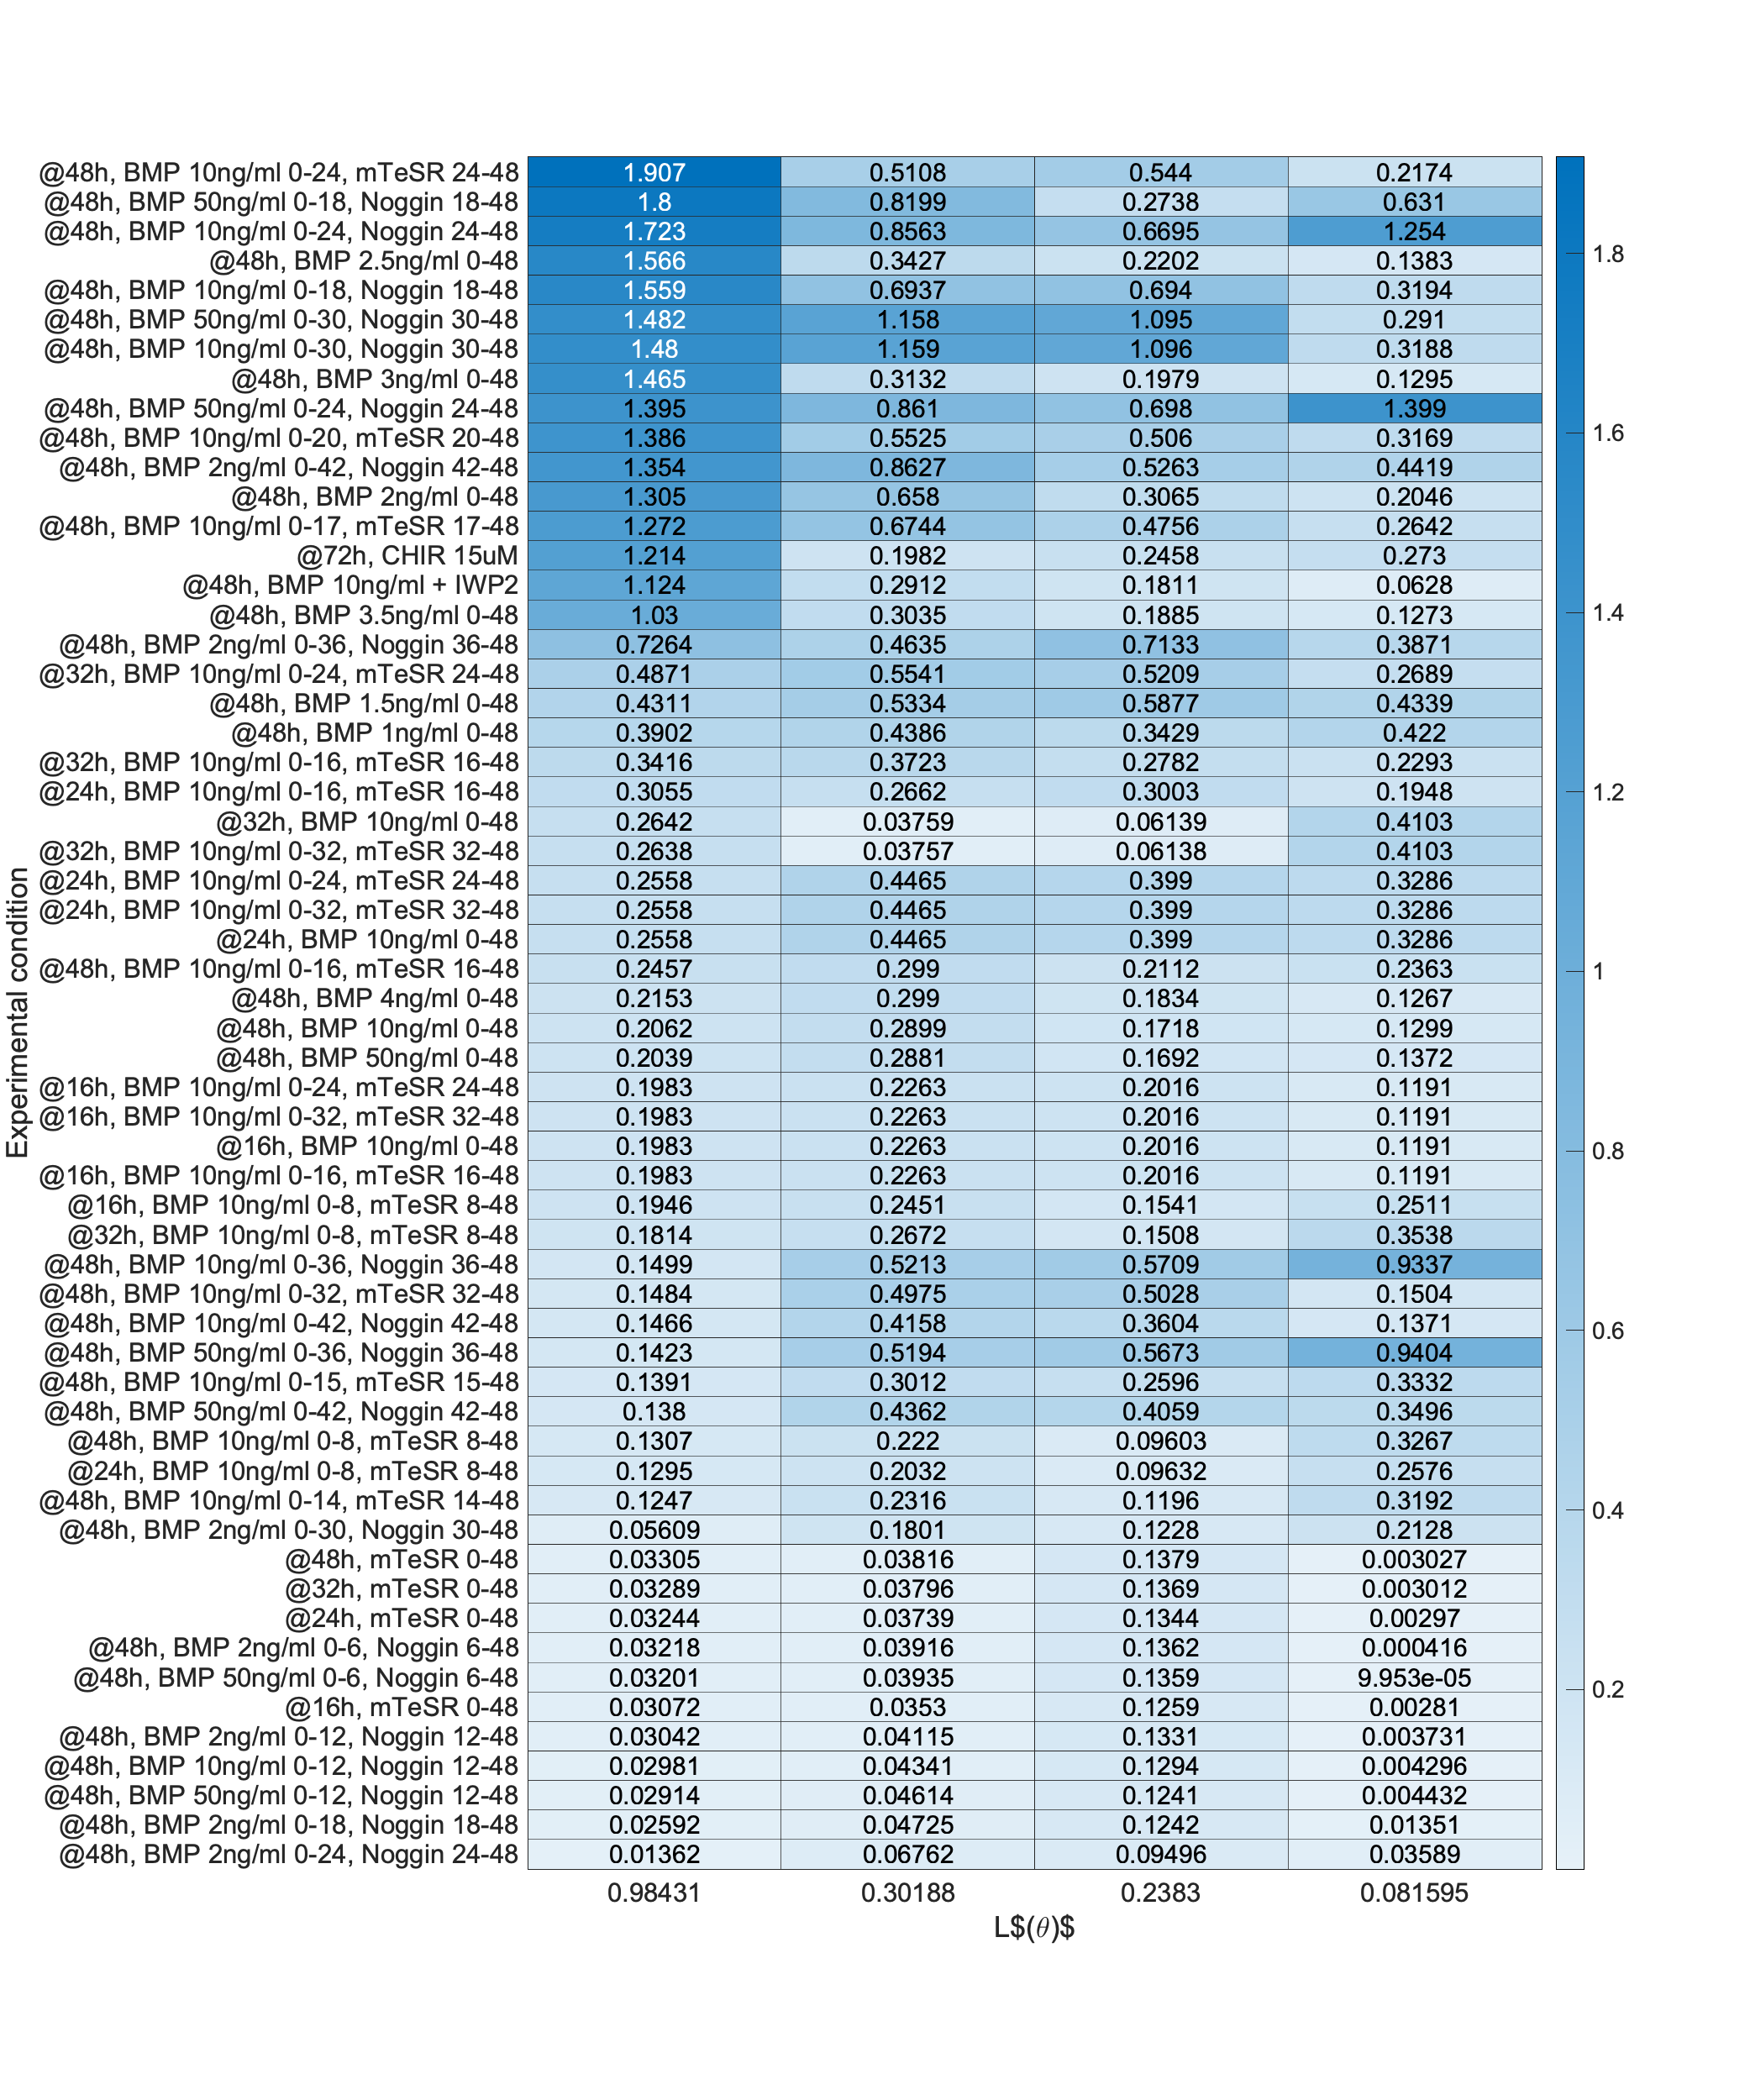 @48h, BMP 10ng/ml 0-24, mTeSR 24-48 1.907 0.5108 0.544 0.2174
@48h, BMP 50ng/ml 0-18, Noggin 18-48 1.8 0.8199 0.2738 0.631
@48h, BMP 10ng/ml 0-24, Noggin 24-48 1.723 0.8563 0.6695 1.254
@48h, BMP 2.5ng/ml 0-48 1.566 0.3427 0.2202 0.1383
@48h, BMP 10ng/ml 0-18, Noggin 18-48 1.559 0.6937 0.694 0.3194
@48h, BMP 50ng/ml 0-30, Noggin 30-48 1.482 1.158 1.095 0.291
@48h, BMP 10ng/ml 0-30, Noggin 30-48 1.48 1.159 1.096 0.3188
@48h, BMP 3ng/ml 0-48 1.465 0.3132 0.1979 0.1295
@48h, BMP 50ng/ml 0-24, Noggin 24-48 1.395 0.861 0.698 1.399
@48h, BMP 10ng/ml 0-20, mTeSR 20-48 1.386 0.5525 0.506 0.3169
@48h, BMP 2ng/ml 0-42, Noggin 42-48 1.354 0.8627 0.5263 0.4419
@48h, BMP 2ng/ml 0-48 1.305 0.658 0.3065 0.2046
@48h, BMP 10ng/ml 0-17, mTeSR 17-48 1.272 0.6744 0.4756 0.2642
@72h, CHIR 15uM 1.214 0.1982 0.2458 0.273
@48h, BMP 10ng/ml + IWP2 1.124 0.2912 0.1811 0.0628
@48h, BMP 3.5ng/ml 0-48 1.03 0.3035 0.1885 0.1273
@48h, BMP 2ng/ml 0-36, Noggin 36-48 0.7264 0.4635 0.7133 0.3871
@32h, BMP 10ng/ml 0-24, mTeSR 24-48 0.4871 0.5541 0.5209 0.2689
@48h, BMP 1.5ng/ml 0-48 0.4311 0.5334 0.5877 0.4339
@48h, BMP 1ng/ml 0-48 0.3902 0.4386 0.3429 0.422
@32h, BMP 10ng/ml 0-16, mTeSR 16-48 0.3416 0.3723 0.2782 0.2293
@24h, BMP 10ng/ml 0-16, mTeSR 16-48 0.3055 0.2662 0.3003 0.1948
@32h, BMP 10ng/ml 0-48 0.2642 0.03759 0.06139 0.4103
@32h, BMP 10ng/ml 0-32, mTeSR 32-48 0.2638 0.03757 0.06138 0.4103
@24h, BMP 10ng/ml 0-24, mTeSR 24-48 0.2558 0.4465 0.399 0.3286
@24h, BMP 10ng/ml 0-32, mTeSR 32-48 0.2558 0.4465 0.399 0.3286
@24h, BMP 10ng/ml 0-48 0.2558 0.4465 0.399 0.3286
@48h, BMP 10ng/ml 0-16, mTeSR 16-48 0.2457 0.299 0.2112 0.2363
@48h, BMP 4ng/ml 0-48 0.2153 0.299 0.1834 0.1267
@48h, BMP 10ng/ml 0-48 0.2062 0.2899 0.1718 0.1299
@48h, BMP 50ng/ml 0-48 0.2039 0.2881 0.1692 0.1372
@16h, BMP 10ng/ml 0-24, mTeSR 24-48 0.1983 0.2263 0.2016 0.1191
@16h, BMP 10ng/ml 0-32, mTeSR 32-48 0.1983 0.2263 0.2016 0.1191
@16h, BMP 10ng/ml 0-48 0.1983 0.2263 0.2016 0.1191
@16h, BMP 10ng/ml 0-16, mTeSR 16-48 0.1983 0.2263 0.2016 0.1191
@16h, BMP 10ng/ml 0-8, mTeSR 8-48 0.1946 0.2451 0.1541 0.2511
@32h, BMP 10ng/ml 0-8, mTeSR 8-48 0.1814 0.2672 0.1508 0.3538
@48h, BMP 10ng/ml 0-36, Noggin 36-48 0.1499 0.5213 0.5709 0.9337
@48h, BMP 10ng/ml 0-32, mTeSR 32-48 0.1484 0.4975 0.5028 0.1504
@48h, BMP 10ng/ml 0-42, Noggin 42-48 0.1466 0.4158 0.3604 0.1371
@48h, BMP 50ng/ml 0-36, Noggin 36-48 0.1423 0.5194 0.5673 0.9404
@48h, BMP 10ng/ml 0-15, mTeSR 15-48 0.1391 0.3012 0.2596 0.3332
@48h, BMP 50ng/ml 0-42, Noggin 42-48 0.138 0.4362 0.4059 0.3496
@48h, BMP 10ng/ml 0-8, mTeSR 8-48 0.1307 0.222 0.09603 0.3267
@24h, BMP 10ng/ml 0-8, mTeSR 8-48 0.1295 0.2032 0.09632 0.2576
@48h, BMP 10ng/ml 0-14, mTeSR 14-48 0.1247 0.2316 0.1196 0.3192
@48h, BMP 2ng/ml 0-30, Noggin 30-48 0.05609 0.1801 0.1228 0.2128
@48h, mTeSR 0-48 0.03305 0.03816 0.1379 0.003027
@32h, mTeSR 0-48 0.03289 0.03796 0.1369 0.003012
@24h, mTeSR 0-48 0.03244 0.03739 0.1344 0.00297
@48h, BMP 2ng/ml 0-6, Noggin 6-48 0.03218 0.03916 0.1362 0.000416
@48h, BMP 50ng/ml 0-6, Noggin 6-48 0.03201 0.03935 0.1359 9.953e-05
@16h, mTeSR 0-48 0.03072 0.0353 0.1259 0.00281
@48h, BMP 2ng/ml 0-12, Noggin 12-48 0.03042 0.04115 0.1331 0.003731
@48h, BMP 10ng/ml 0-12, Noggin 12-48 0.02981 0.04341 0.1294 0.004296
@48h, BMP 50ng/ml 0-12, Noggin 12-48 0.02914 0.04614 0.1241 0.004432
@48h, BMP 2ng/ml 0-18, Noggin 18-48 0.02592 0.04725 0.1242 0.01351
@48h, BMP 2ng/ml 0-24, Noggin 24-48 0.01362 0.06762 0.09496 0.03589
0.98431 0.30188 0.2383 0.081595
L$(θ)$
Experimental condition
1.8
1.6
1.4
1.2
1
0.8
0.6
0.4
0.2